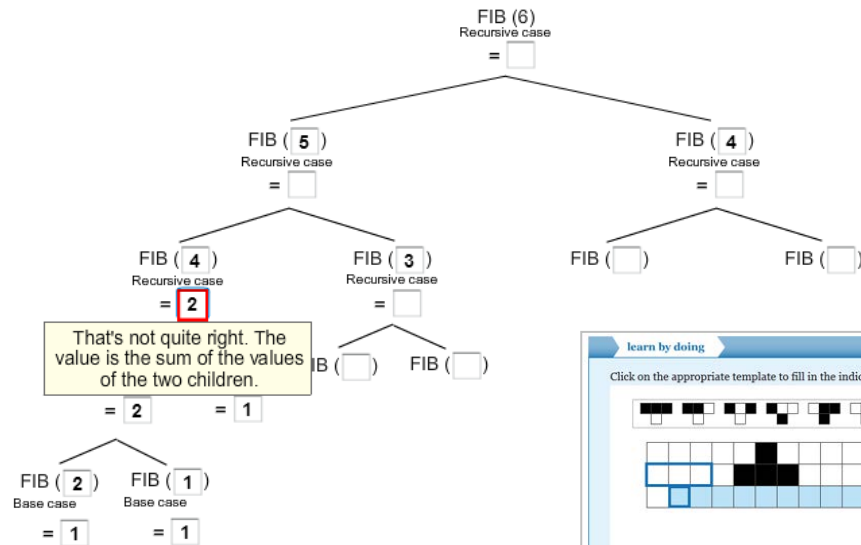 FIB (6)
Recursive case
=
FIB ( 5 ) FIB ( 4 )
Recursive case Recursive case
= =
FIB ( 4 ) FIB ( 3 ) FIB ( ) FIB ( )
Recursive case Recursive case
= 2 =
That's not quite right. The
value is the sum of the values
of the two children.
IB ( ) FIB ( )
= 2 = 1
FIB ( 2 ) FIB ( 1 )
Base case Base case
= 1 = 1
learn by doing
Click on the appropriate template to fill in the indic